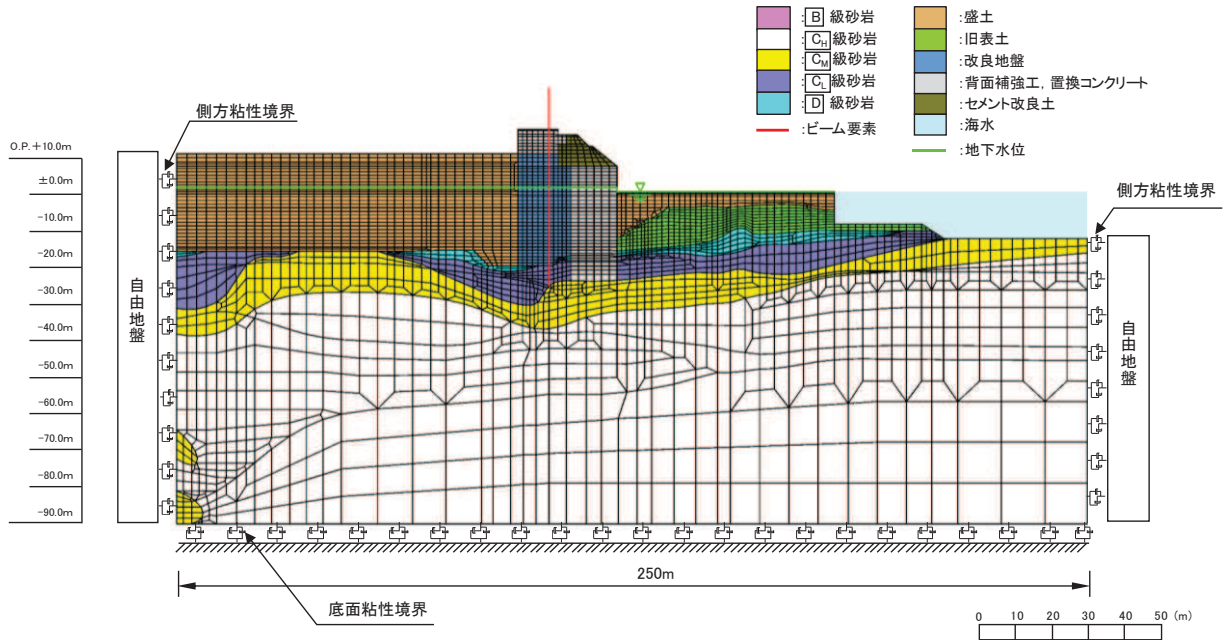 :B 級砂岩
:CH 級砂岩
:CM 級砂岩
:CL 級砂岩
:D 級砂岩
:ビーム要素
:盛土
:旧表土
:改良地盤
:背面補強工, 置換コンクリート
:セメント改良土
:海水
:地下水位
側方粘性境界
側方粘性境界
O.P.+10.0m
±0.0m
-10.0m
-20.0m
-30.0m
-40.0m
-50.0m
-60.0m
-70.0m
-80.0m
-90.0m
自由地盤
自由地盤
250m
底面粘性境界
0 10 20 30 40 50 (m)